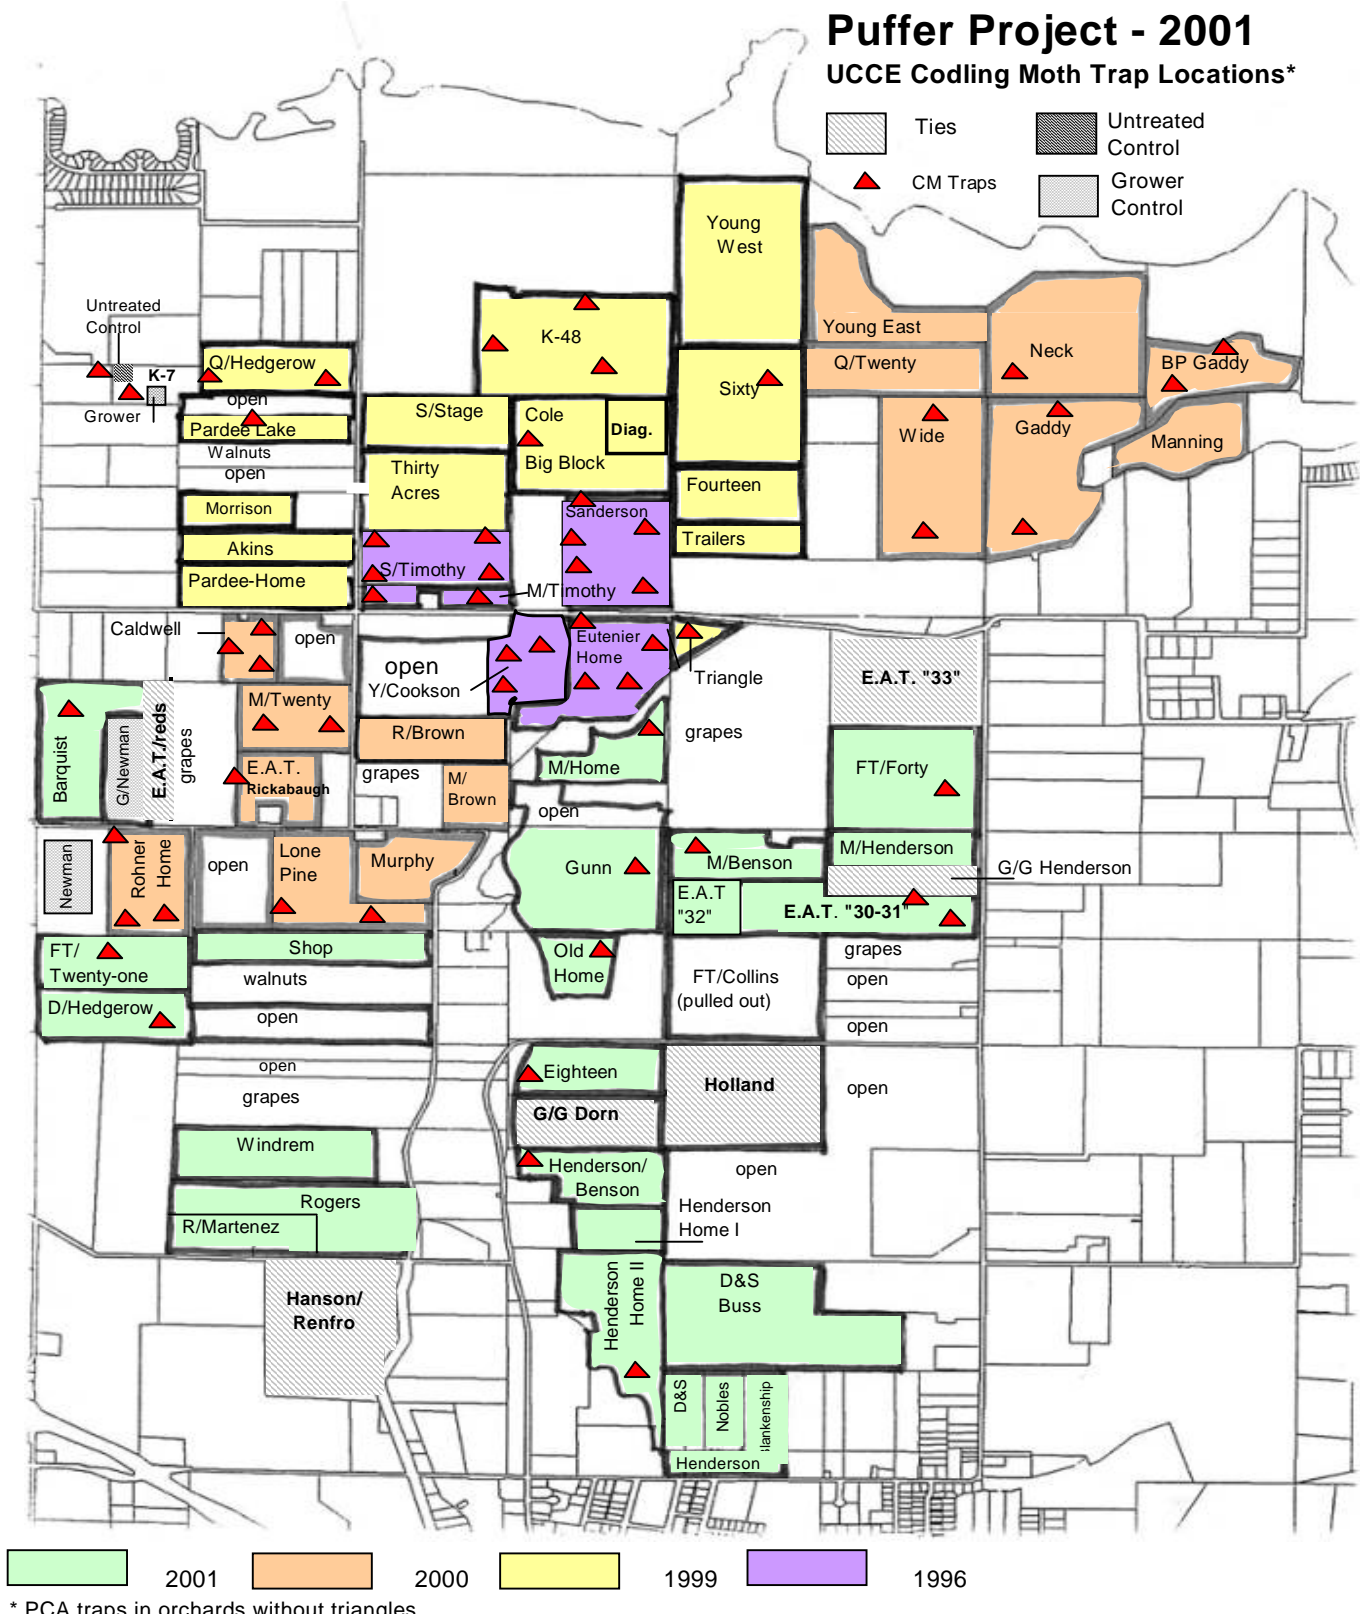 Puffer Project - 2001
UCCE Codling Moth Trap Locations*
Ties
Untreated
Control
CM Traps
Grower
Control
Young
West
Untreated
Control
K-48
Young East
Neck
Q/Hedgerow
K-7
Q/Twenty
BP Gaddy
Sixty
open
Grower
S/Stage
Cole
Diag.
Wide
Gaddy
Manning
Pardee Lake
Walnuts
open
Big Block
Thirty
Acres
Fourteen
Morrison
Sanderson
Trailers
Akins
S/Timothy
Pardee-Home
M/Timothy
Caldwell
open
Eutenier
Home
open
Y/Cookson
Triangle
E.A.T. "33"
M/Twenty
R/Brown
grapes
Barquist
G/Newman
E.A.T./reds
grapes
E.A.T.
Rickabaugh
grapes
M/
Brown
M/Home
FT/Forty
open
Newman
Rohner
Home
open
Lone
Pine
Murphy
Gunn
M/Benson
M/Henderson
G/G Henderson
E.A.T
"32"
E.A.T. "30-31"
FT/
Twenty-one
Shop
Old
Home
grapes
walnuts
FT/Collins
(pulled out)
open
D/Hedgerow
open
open
open
Eighteen
Holland
open
grapes
G/G Dorn
Windrem
Henderson/
Benson
open
Rogers
Henderson
Home I
R/Martenez
Hanson/
Renfro
Henderson
Home II
D&S
Buss
D&S
Nobles
Blankenship
Henderson
2001
2000
1999
1996
* PCA traps in orchards without triangles